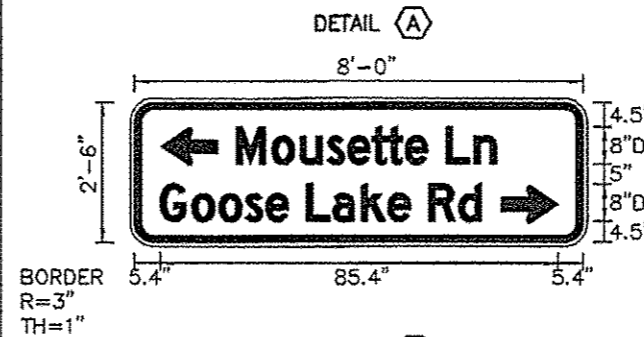 DETAIL A
8'-0"
2'-6"
← Mousette Ln
Goose Lake Rd →
4.5"
8"D
5"
8"D
4.5"
5.4" 85.4" 5.4"
BORDER
R=3"
TH=1"